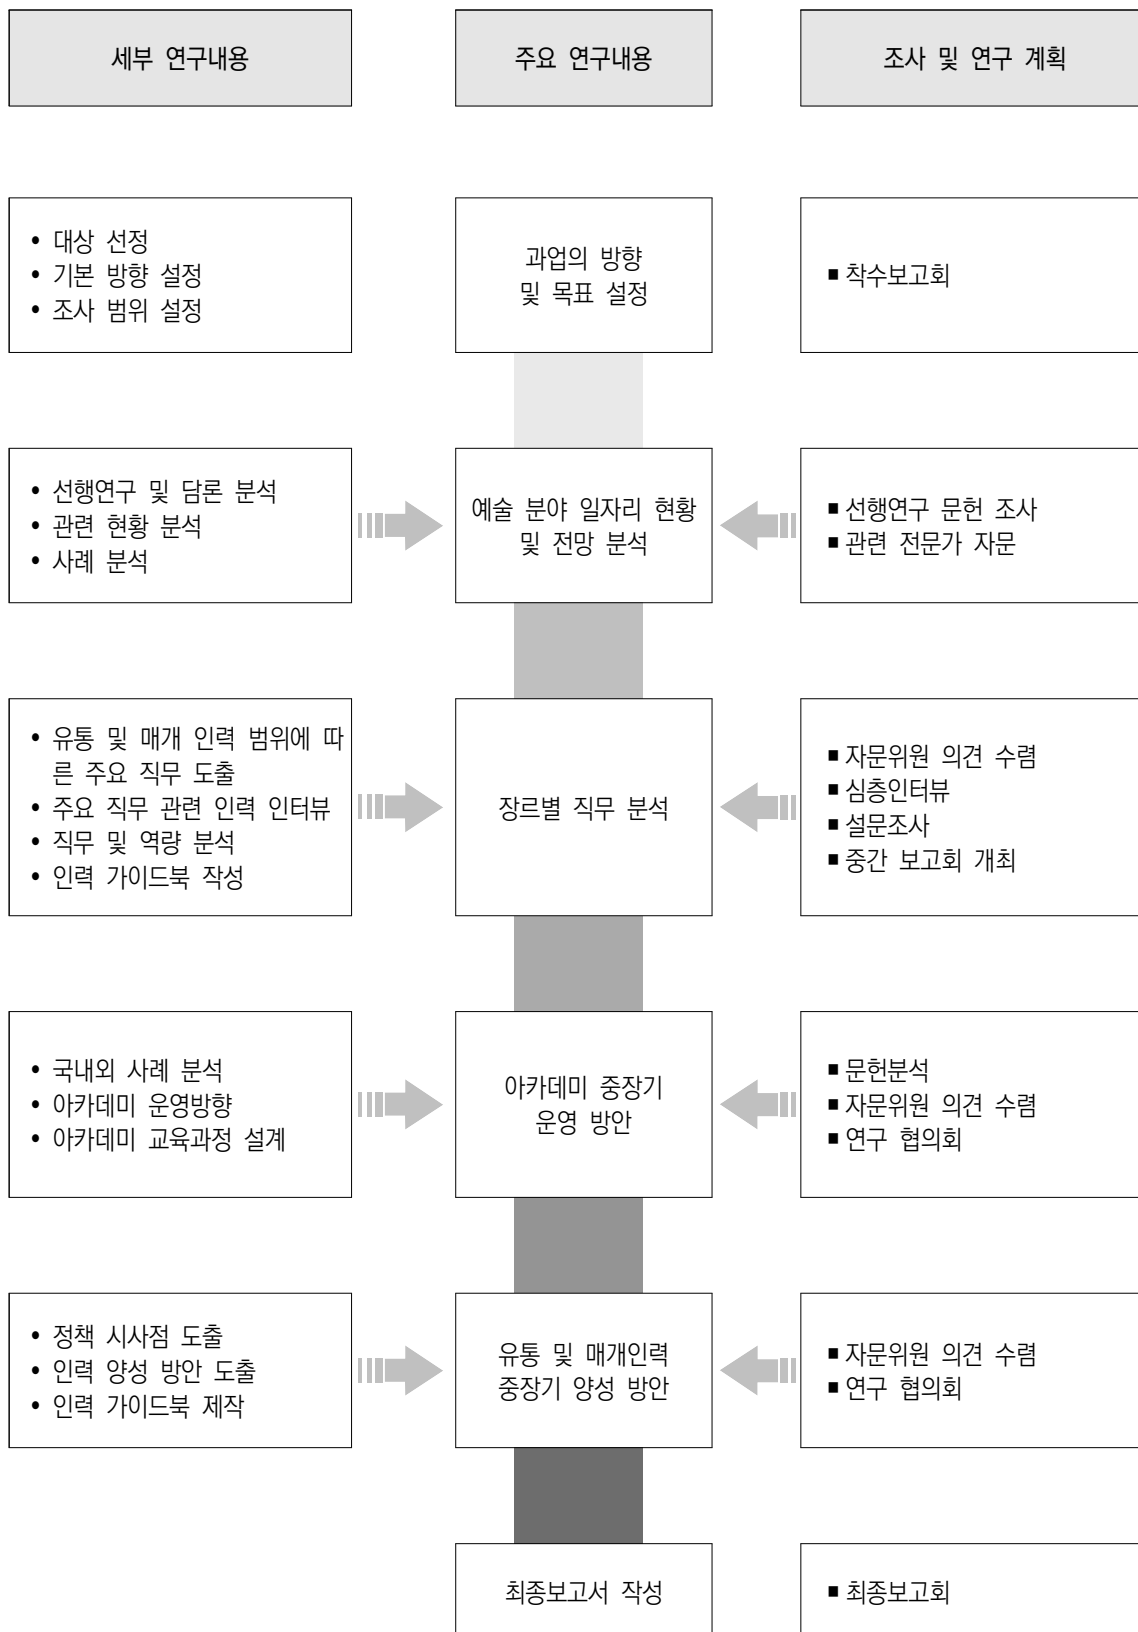 세부 연구내용
주요 연구내용
조사 및 연구 계획
• 대상 선정
• 기본 방향 설정
• 조사 범위 설정
과업의 방향
및 목표 설정
■ 착수보고회
• 선행연구 및 담론 분석
• 관련 현황 분석
• 사례 분석
예술 분야 일자리 현황
및 전망 분석
■ 선행연구 문헌 조사
■ 관련 전문가 자문
• 유통 및 매개 인력 범위에 따
른 주요 직무 도출
• 주요 직무 관련 인력 인터뷰
• 직무 및 역량 분석
• 인력 가이드북 작성
장르별 직무 분석
■ 자문위원 의견 수렴
■ 심층인터뷰
■ 설문조사
■ 중간 보고회 개최
• 국내외 사례 분석
• 아카데미 운영방향
• 아카데미 교육과정 설계
아카데미 중장기
운영 방안
■ 문헌분석
■ 자문위원 의견 수렴
■ 연구 협의회
• 정책 시사점 도출
• 인력 양성 방안 도출
• 인력 가이드북 제작
유통 및 매개인력
중장기 양성 방안
■ 자문위원 의견 수렴
■ 연구 협의회
최종보고서 작성
■ 최종보고회